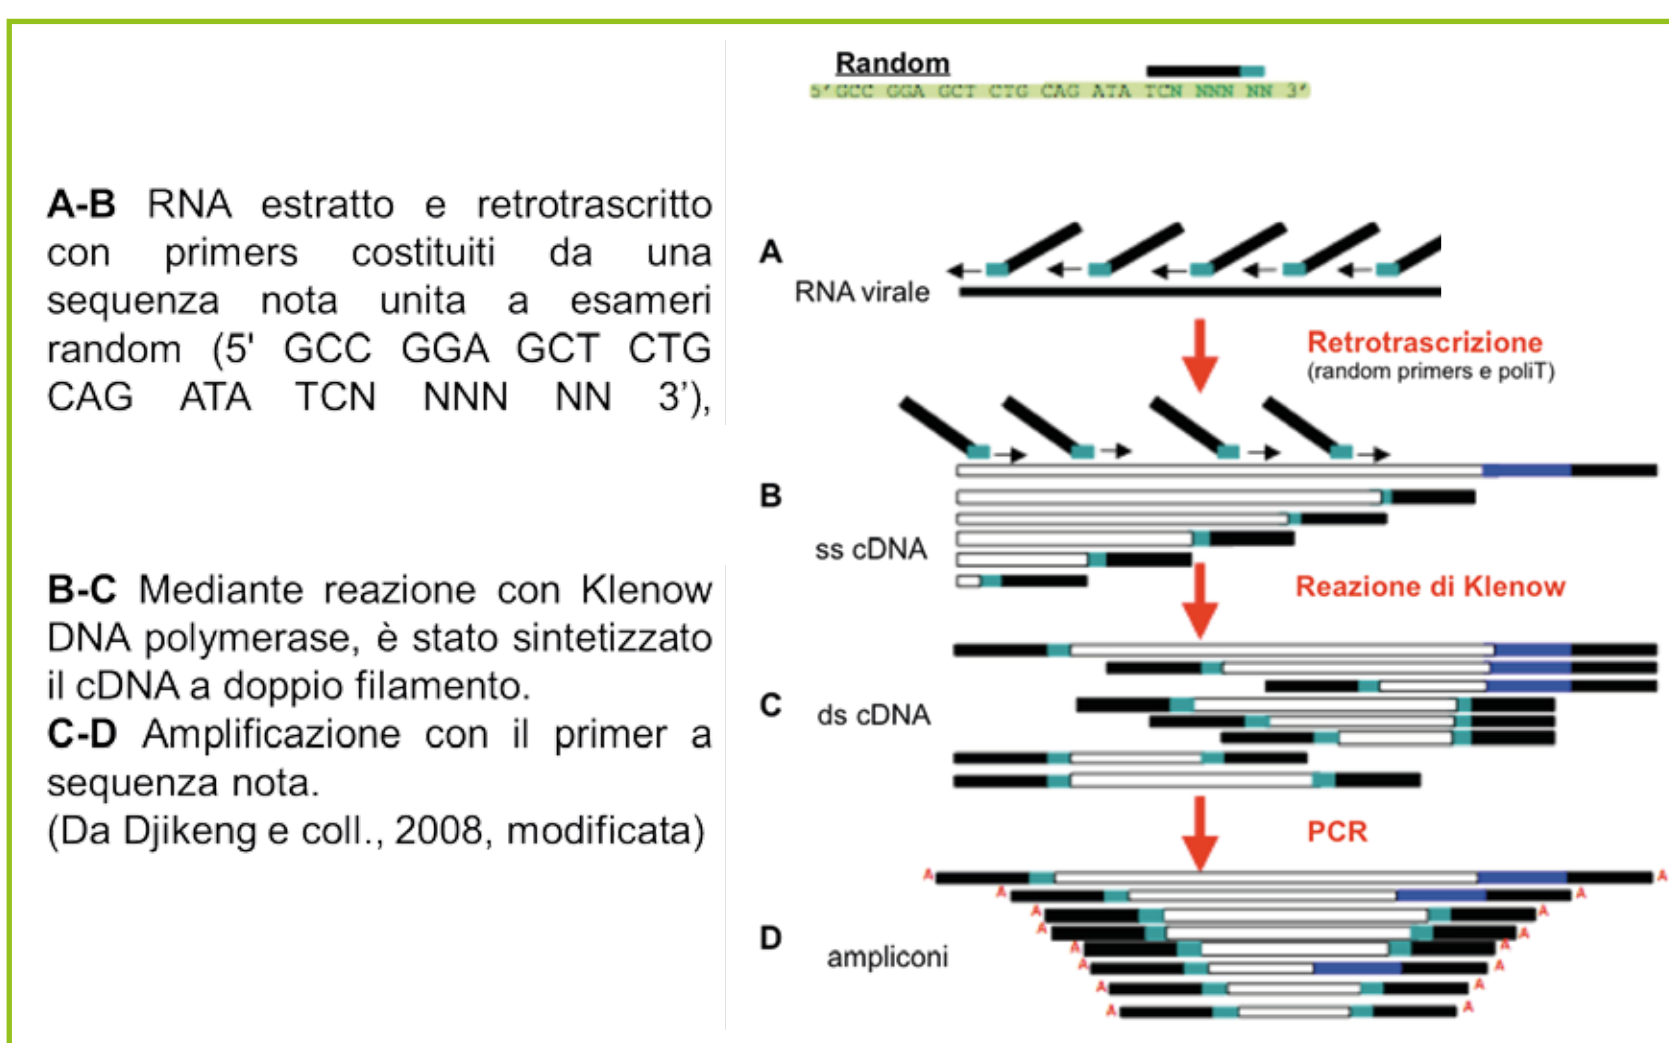 A-B RNA estratto e retrotrascritto
con primers costituiti da una
sequenza nota unita a esameri
random (5' GCC GGA GCT CTG
CAG ATA TCN NNN NN 3’),
B-C Mediante reazione con Klenow
DNA polymerase, è stato sintetizzato
il cDNA a doppio filamento.
C-D Amplificazione con il primer a
sequenza nota.
(Da Djikeng e coll., 2008, modificata)
Random
5’ GCC GGA GCT CTG CAG ATA TCN NNN NN 3’
A
RNA virale
Retrotrascrizione
(random primers e poliT)
B
ss cDNA
Reazione di Klenow
C
ds cDNA
PCR
D
ampliconi
A A
A A
A A
A A
A A
A A
A A
A A